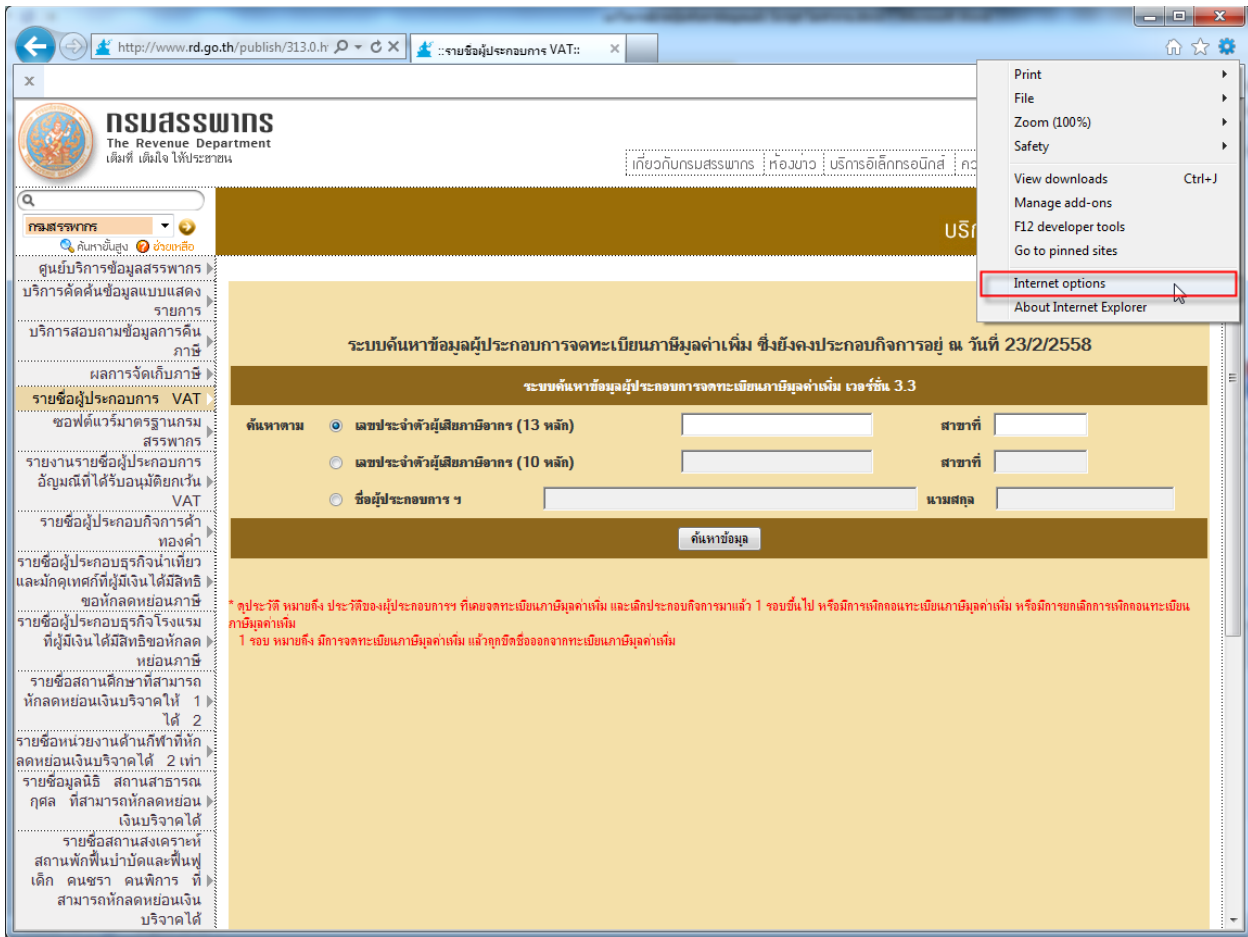 http://www.rd.go.th/publish/313.0.h
::รายชื่อผู้ประกอบการ VAT::
Print
File
Zoom (100%)
Safety
View downloads Ctrl+J
Manage add-ons
F12 developer tools
Go to pinned sites
Internet options
About Internet Explorer
กรมสรรพากร
The Revenue Department
เต็มที่ เต็มใจ ให้ประชาชน
เกี่ยวกับกรมสรรพากร ห้องข่าว บริการอิเล็กทรอนิกส์
กรมสรรพากร
ค้นหาขั้นสูง ช่วยเหลือ
ศูนย์บริการข้อมูลสรรพากร
บริการคัดค้นข้อมูลแบบแสดง
รายการ
บริการสอบถามข้อมูลการคืน
ภาษี
ผลการจัดเก็บภาษี
รายชื่อผู้ประกอบการ VAT
ซอฟต์แวร์มาตรฐานกรม
สรรพากร
รายงานรายชื่อผู้ประกอบการ
อัญมณีที่ได้รับอนุมัติยกเว้น
VAT
รายชื่อผู้ประกอบกิจการค้า
ทองคำ
รายชื่อผู้ประกอบธุรกิจนำเที่ยว
และมัคคุเทศก์ที่ผู้มีเงินได้มีสิทธิ
ขอหักลดหย่อนภาษี
รายชื่อผู้ประกอบธุรกิจโรงแรม
ที่ผู้มีเงินได้มีสิทธิขอหักลด
หย่อนภาษี
รายชื่อสถานศึกษาที่สามารถ
หักลดหย่อนเงินบริจาคให้ 1
ได้ 2
รายชื่อหน่วยงานด้านกีฬาที่หัก
ลดหย่อนเงินบริจาคได้ 2 เท่า
รายชื่อมูลนิธิ สถานสาธารณ
กุศล ที่สามารถหักลดหย่อน
เงินบริจาคได้
รายชื่อสถานสงเคราะห์
สถานพักฟื้นบำบัดและฟื้นฟู
เด็ก คนชรา คนพิการ ที่
สามารถหักลดหย่อนเงิน
บริจาคได้
ระบบค้นหาข้อมูลผู้ประกอบการจดทะเบียนภาษีมูลค่าเพิ่ม ซึ่งยังคงประกอบกิจการอยู่ ณ วันที่ 23/2/2558
ระบบค้นหาข้อมูลผู้ประกอบการจดทะเบียนภาษีมูลค่าเพิ่ม เวอร์ชั่น 3.3
ค้นหาตาม เลขประจำตัวผู้เสียภาษีอากร (13 หลัก) สาขาที่
เลขประจำตัวผู้เสียภาษีอากร (10 หลัก) สาขาที่
ชื่อผู้ประกอบการ ฯ นามสกุล
ค้นหาข้อมูล
* ดูประวัติ หมายถึง ประวัติของผู้ประกอบการฯ ที่เคยจดทะเบียนภาษีมูลค่าเพิ่ม และเลิกประกอบกิจการมาแล้ว 1 รอบขึ้นไป หรือมีการเพิกถอนทะเบียนภาษีมูลค่าเพิ่ม หรือมีการยกเลิกการเพิกถอนทะเบียน
ภาษีมูลค่าเพิ่ม
1 รอบ หมายถึง มีการจดทะเบียนภาษีมูลค่าเพิ่ม แล้วถูกขีดชื่อออกจากทะเบียนภาษีมูลค่าเพิ่ม